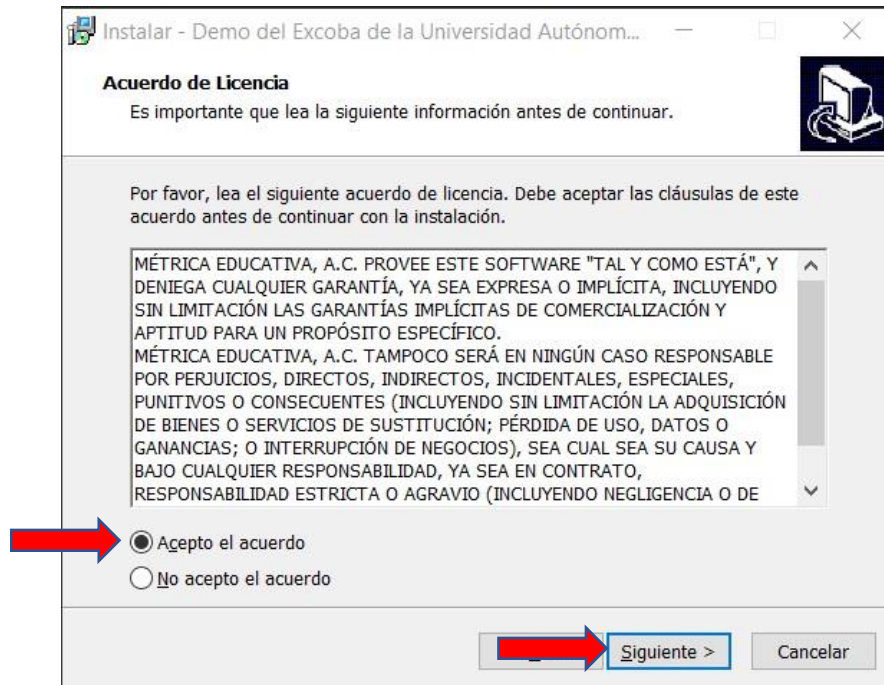 Instalar - Demo del Excoba de la Universidad Autónom...
Acuerdo de Licencia
Es importante que lea la siguiente información antes de continuar.
Por favor, lea el siguiente acuerdo de licencia. Debe aceptar las cláusulas de este
acuerdo antes de continuar con la instalación.
MÉTRICA EDUCATIVA, A.C. PROVEE ESTE SOFTWARE "TAL Y COMO ESTÁ", Y
DENIEGA CUALQUIER GARANTÍA, YA SEA EXPRESA O IMPLÍCITA, INCLUYENDO
SIN LIMITACIÓN LAS GARANTÍAS IMPLÍCITAS DE COMERCIALIZACIÓN Y
APTITUD PARA UN PROPÓSITO ESPECÍFICO.
MÉTRICA EDUCATIVA, A.C. TAMPOCO SERÁ EN NINGÚN CASO RESPONSABLE
POR PERJUICIOS, DIRECTOS, INDIRECTOS, INCIDENTALES, ESPECIALES,
PUNITIVOS O CONSECUENTES (INCLUYENDO SIN LIMITACIÓN LA ADQUISICIÓN
DE BIENES O SERVICIOS DE SUSTITUCIÓN; PÉRDIDA DE USO, DATOS O
GANANCIAS; O INTERRUPCIÓN DE NEGOCIOS), SEA CUAL SEA SU CAUSA Y
BAJO CUALQUIER RESPONSABILIDAD, YA SEA EN CONTRATO,
RESPONSABILIDAD ESTRICTA O AGRAVIO (INCLUYENDO NEGLIGENCIA O DE
Acepto el acuerdo
No acepto el acuerdo
Siguiente > Cancelar